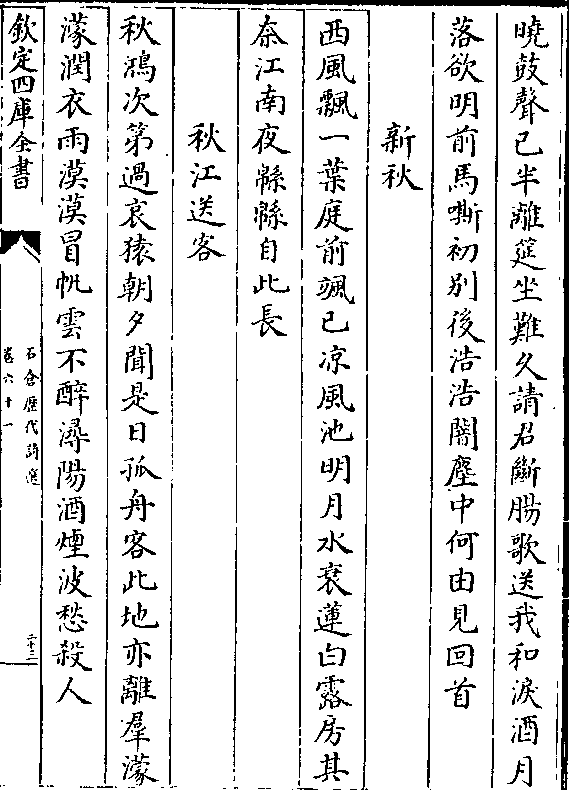 曉鼓聲已半離筵坐難久請君斷腸歌送我和淚酒月
落欲明前馬嘶初別後浩浩闇塵中何由見回首
新秋
西風飄一葉庭前颯已凉風池明月水衰蓮白露房其
奈江南夜緜緜自此長
秋江送客
秋鴻次第過哀猿朝夕聞是日孤舟客此地亦離羣濛
濛潤衣雨漠漠冒帆雲不醉潯陽酒煙波愁殺人
欽定四庫全書
石倉歷代詩選
卷六十一
二十三